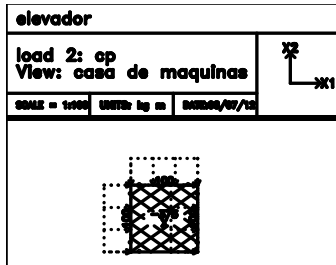 elevador
load 2: cp
View: casa de maquinas
X2
X1
SCALE = 1:100
UNITS: kg m